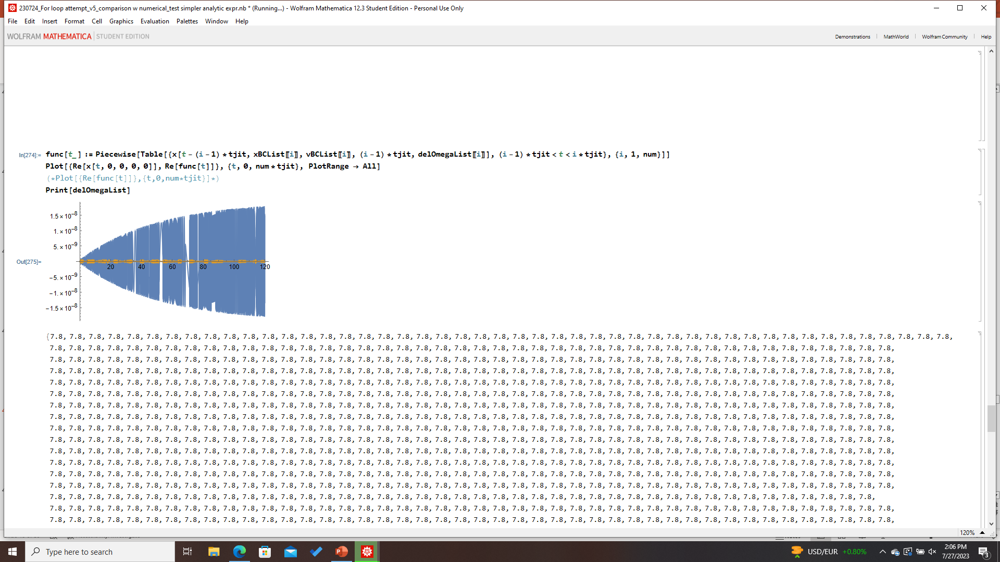 230724_For loop attempt_v5_comparison w numerical_test simpler analytic expr.nb * (Running...) - Wolfram Mathematica 12.3 Student Edition - Personal Use Only
File Edit Insert Format Cell Graphics Evaluation Palettes Window Help
WOLFRAM MATHEMATICA STUDENT EDITION
Demonstrations MathWorld Wolfram Community Help
In[274]:= func[t_] := Piecewise[Table[{x[t - (i - 1) * tjit, xBCList[[i]], vBCList[[i]], (i - 1) * tjit, delOmegaList[[i]]], (i - 1) * tjit < t < i * tjit}, {i, 1, num}]]
Plot[{Re[x[t, 0, 0, 0, 0]], Re[func[t]]}, {t, 0, num * tjit}, PlotRange → All]
(*Plot[{Re[func[t]]},{t,0,num*tjit}]*)
Print[delOmegaList]
1.5 × 10⁻⁸
1. × 10⁻⁸
5. × 10⁻⁹
Out[275]=
20 40 60 80 100 120
-5. × 10⁻⁹
-1. × 10⁻⁸
-1.5 × 10⁻⁸
{7.8, 7.8, 7.8, 7.8, 7.8, 7.8, 7.8, 7.8, 7.8, 7.8, 7.8, 7.8, 7.8, 7.8, 7.8, 7.8, 7.8, 7.8, 7.8, 7.8, 7.8, 7.8, 7.8, 7.8, 7.8, 7.8, 7.8, 7.8, 7.8, 7.8, 7.8, 7.8, 7.8, 7.8, 7.8, 7.8, 7.8, 7.8, 7.8, 7.8, 7.8, 7.8, 7.8, 7.8, 7.8, 7.8, 7.8,
7.8, 7.8, 7.8, 7.8, 7.8, 7.8, 7.8, 7.8, 7.8, 7.8, 7.8, 7.8, 7.8, 7.8, 7.8, 7.8, 7.8, 7.8, 7.8, 7.8, 7.8, 7.8, 7.8, 7.8, 7.8, 7.8, 7.8, 7.8, 7.8, 7.8, 7.8, 7.8, 7.8, 7.8, 7.8, 7.8, 7.8, 7.8, 7.8, 7.8, 7.8, 7.8, 7.8, 7.8,
7.8, 7.8, 7.8, 7.8, 7.8, 7.8, 7.8, 7.8, 7.8, 7.8, 7.8, 7.8, 7.8, 7.8, 7.8, 7.8, 7.8, 7.8, 7.8, 7.8, 7.8, 7.8, 7.8, 7.8, 7.8, 7.8, 7.8, 7.8, 7.8, 7.8, 7.8, 7.8, 7.8, 7.8, 7.8, 7.8, 7.8, 7.8, 7.8, 7.8, 7.8, 7.8, 7.8, 7.8,
7.8, 7.8, 7.8, 7.8, 7.8, 7.8, 7.8, 7.8, 7.8, 7.8, 7.8, 7.8, 7.8, 7.8, 7.8, 7.8, 7.8, 7.8, 7.8, 7.8, 7.8, 7.8, 7.8, 7.8, 7.8, 7.8, 7.8, 7.8, 7.8, 7.8, 7.8, 7.8, 7.8, 7.8, 7.8, 7.8, 7.8, 7.8, 7.8, 7.8, 7.8, 7.8, 7.8, 7.8,
7.8, 7.8, 7.8, 7.8, 7.8, 7.8, 7.8, 7.8, 7.8, 7.8, 7.8, 7.8, 7.8, 7.8, 7.8, 7.8, 7.8, 7.8, 7.8, 7.8, 7.8, 7.8, 7.8, 7.8, 7.8, 7.8, 7.8, 7.8, 7.8, 7.8, 7.8, 7.8, 7.8, 7.8, 7.8, 7.8, 7.8, 7.8, 7.8, 7.8, 7.8, 7.8, 7.8, 7.8,
7.8, 7.8, 7.8, 7.8, 7.8, 7.8, 7.8, 7.8, 7.8, 7.8, 7.8, 7.8, 7.8, 7.8, 7.8, 7.8, 7.8, 7.8, 7.8, 7.8, 7.8, 7.8, 7.8, 7.8, 7.8, 7.8, 7.8, 7.8, 7.8, 7.8, 7.8, 7.8, 7.8, 7.8, 7.8, 7.8, 7.8, 7.8, 7.8, 7.8, 7.8, 7.8, 7.8, 7.8,
7.8, 7.8, 7.8, 7.8, 7.8, 7.8, 7.8, 7.8, 7.8, 7.8, 7.8, 7.8, 7.8, 7.8, 7.8, 7.8, 7.8, 7.8, 7.8, 7.8, 7.8, 7.8, 7.8, 7.8, 7.8, 7.8, 7.8, 7.8, 7.8, 7.8, 7.8, 7.8, 7.8, 7.8, 7.8, 7.8, 7.8, 7.8, 7.8, 7.8, 7.8, 7.8, 7.8, 7.8,
7.8, 7.8, 7.8, 7.8, 7.8, 7.8, 7.8, 7.8, 7.8, 7.8, 7.8, 7.8, 7.8, 7.8, 7.8, 7.8, 7.8, 7.8, 7.8, 7.8, 7.8, 7.8, 7.8, 7.8, 7.8, 7.8, 7.8, 7.8, 7.8, 7.8, 7.8, 7.8, 7.8, 7.8, 7.8, 7.8, 7.8, 7.8, 7.8, 7.8, 7.8, 7.8, 7.8, 7.8,
7.8, 7.8, 7.8, 7.8, 7.8, 7.8, 7.8, 7.8, 7.8, 7.8, 7.8, 7.8, 7.8, 7.8, 7.8, 7.8, 7.8, 7.8, 7.8, 7.8, 7.8, 7.8, 7.8, 7.8, 7.8, 7.8, 7.8, 7.8, 7.8, 7.8, 7.8, 7.8, 7.8, 7.8, 7.8, 7.8, 7.8, 7.8, 7.8, 7.8, 7.8, 7.8, 7.8, 7.8,
7.8, 7.8, 7.8, 7.8, 7.8, 7.8, 7.8, 7.8, 7.8, 7.8, 7.8, 7.8, 7.8, 7.8, 7.8, 7.8, 7.8, 7.8, 7.8, 7.8, 7.8, 7.8, 7.8, 7.8, 7.8, 7.8, 7.8, 7.8, 7.8, 7.8, 7.8, 7.8, 7.8, 7.8, 7.8, 7.8, 7.8, 7.8, 7.8, 7.8, 7.8, 7.8, 7.8, 7.8,
7.8, 7.8, 7.8, 7.8, 7.8, 7.8, 7.8, 7.8, 7.8, 7.8, 7.8, 7.8, 7.8, 7.8, 7.8, 7.8, 7.8, 7.8, 7.8, 7.8, 7.8, 7.8, 7.8, 7.8, 7.8, 7.8, 7.8, 7.8, 7.8, 7.8, 7.8, 7.8, 7.8, 7.8, 7.8, 7.8, 7.8, 7.8, 7.8, 7.8, 7.8, 7.8, 7.8, 7.8,
7.8, 7.8, 7.8, 7.8, 7.8, 7.8, 7.8, 7.8, 7.8, 7.8, 7.8, 7.8, 7.8, 7.8, 7.8, 7.8, 7.8, 7.8, 7.8, 7.8, 7.8, 7.8, 7.8, 7.8, 7.8, 7.8, 7.8, 7.8, 7.8, 7.8, 7.8, 7.8, 7.8, 7.8, 7.8, 7.8, 7.8, 7.8, 7.8, 7.8, 7.8, 7.8, 7.8, 7.8,
7.8, 7.8, 7.8, 7.8, 7.8, 7.8, 7.8, 7.8, 7.8, 7.8, 7.8, 7.8, 7.8, 7.8, 7.8, 7.8, 7.8, 7.8, 7.8, 7.8, 7.8, 7.8, 7.8, 7.8, 7.8, 7.8, 7.8, 7.8, 7.8, 7.8, 7.8, 7.8, 7.8, 7.8, 7.8, 7.8, 7.8, 7.8, 7.8, 7.8, 7.8, 7.8, 7.8, 7.8,
7.8, 7.8, 7.8, 7.8, 7.8, 7.8, 7.8, 7.8, 7.8, 7.8, 7.8, 7.8, 7.8, 7.8, 7.8, 7.8, 7.8, 7.8, 7.8, 7.8, 7.8, 7.8, 7.8, 7.8, 7.8, 7.8, 7.8, 7.8, 7.8, 7.8, 7.8, 7.8, 7.8, 7.8, 7.8, 7.8, 7.8, 7.8, 7.8, 7.8, 7.8, 7.8, 7.8, 7.8,
7.8, 7.8, 7.8, 7.8, 7.8, 7.8, 7.8, 7.8, 7.8, 7.8, 7.8, 7.8, 7.8, 7.8, 7.8, 7.8, 7.8, 7.8, 7.8, 7.8, 7.8, 7.8, 7.8, 7.8, 7.8, 7.8, 7.8, 7.8, 7.8, 7.8, 7.8, 7.8, 7.8, 7.8, 7.8, 7.8, 7.8, 7.8, 7.8, 7.8, 7.8, 7.8, 7.8,
7.8, 7.8, 7.8, 7.8, 7.8, 7.8, 7.8, 7.8, 7.8, 7.8, 7.8, 7.8, 7.8, 7.8, 7.8, 7.8, 7.8, 7.8, 7.8, 7.8, 7.8, 7.8, 7.8, 7.8, 7.8, 7.8, 7.8, 7.8, 7.8, 7.8, 7.8, 7.8, 7.8, 7.8, 7.8, 7.8, 7.8, 7.8, 7.8, 7.8, 7.8, 7.8, 7.8, 7.8,
7.8, 7.8, 7.8, 7.8, 7.8, 7.8, 7.8, 7.8, 7.8, 7.8, 7.8, 7.8, 7.8, 7.8, 7.8, 7.8, 7.8, 7.8, 7.8, 7.8, 7.8, 7.8, 7.8, 7.8, 7.8, 7.8, 7.8, 7.8, 7.8, 7.8, 7.8, 7.8, 7.8, 7.8, 7.8, 7.8, 7.8, 7.8, 7.8, 7.8, 7.8, 7.8, 7.8, 7.8,
120%
Type here to search
USD/EUR +0.80%
2:06 PM
7/27/2023
3